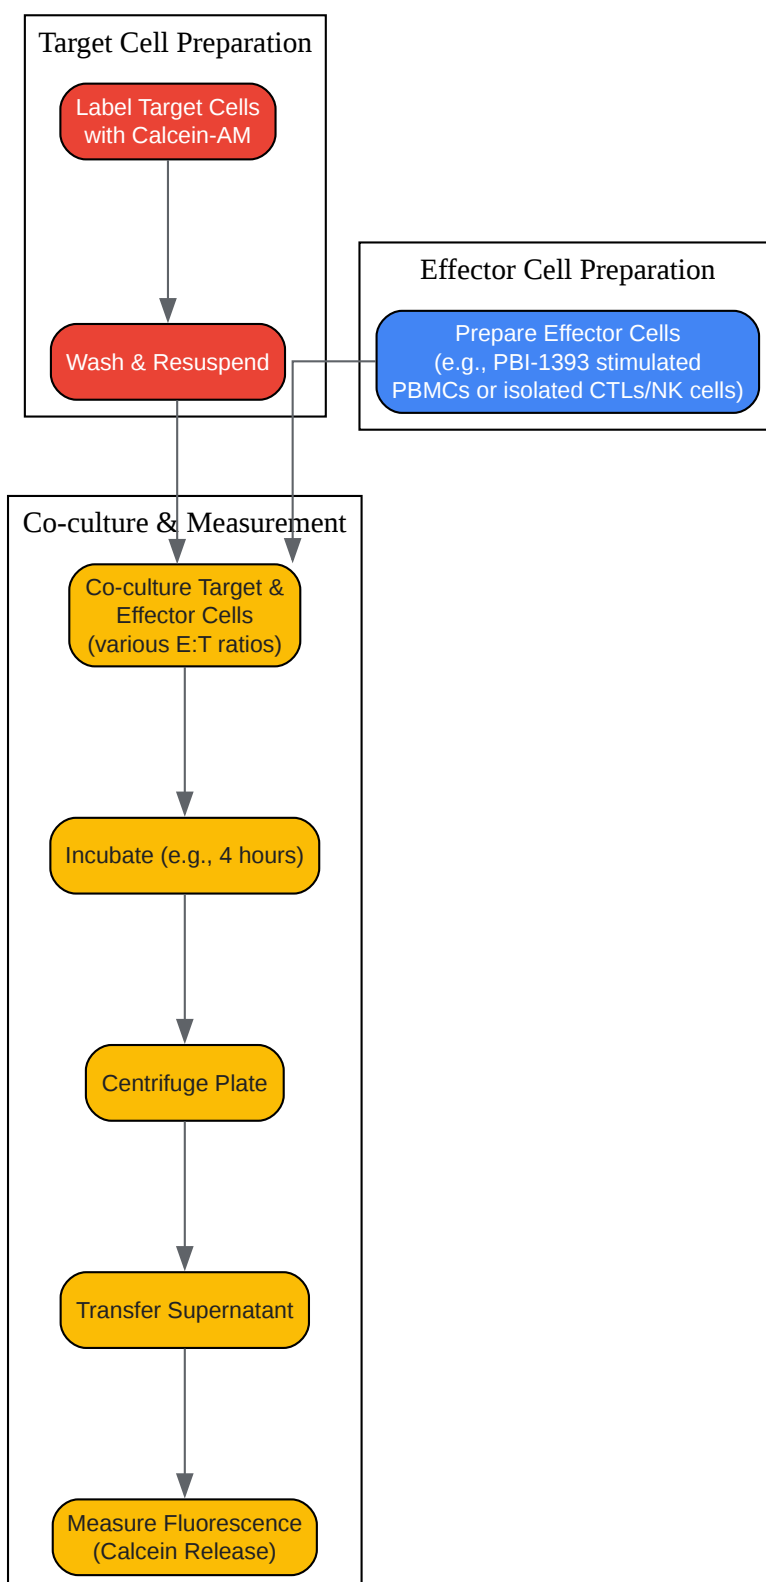 Target Cell Preparation
Label Target Cells
with Calcein-AM
Wash & Resuspend
Effector Cell Preparation
Prepare Effector Cells
(e.g., PBI-1393 stimulated
PBMCs or isolated CTLs/NK cells)
Co-culture & Measurement
Co-culture Target &
Effector Cells
(various E:T ratios)
Incubate (e.g., 4 hours)
Centrifuge Plate
Transfer Supernatant
Measure Fluorescence
(Calcein Release)